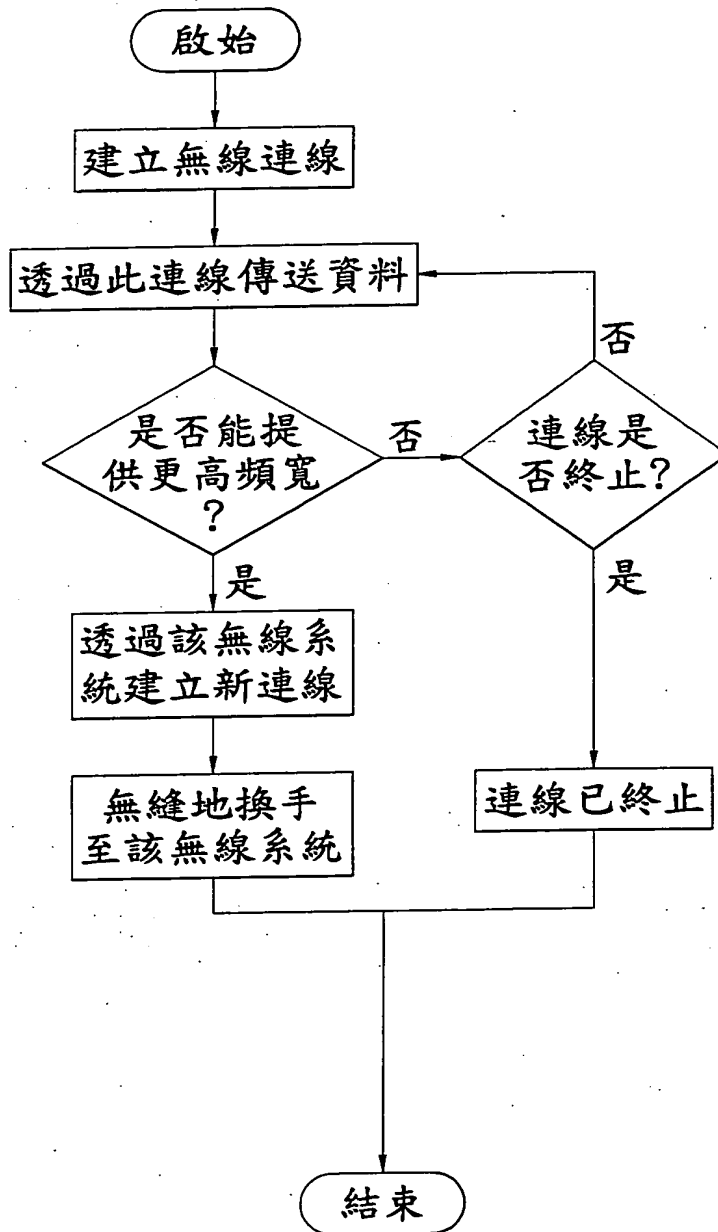 啟始
建立無線連線
透過此連線傳送資料
否
是否能提
供更高頻寬
?
否
連線是
否終止?
是
是
透過該無線系
統建立新連線
無縫地換手
至該無線系統
連線已終止
結束